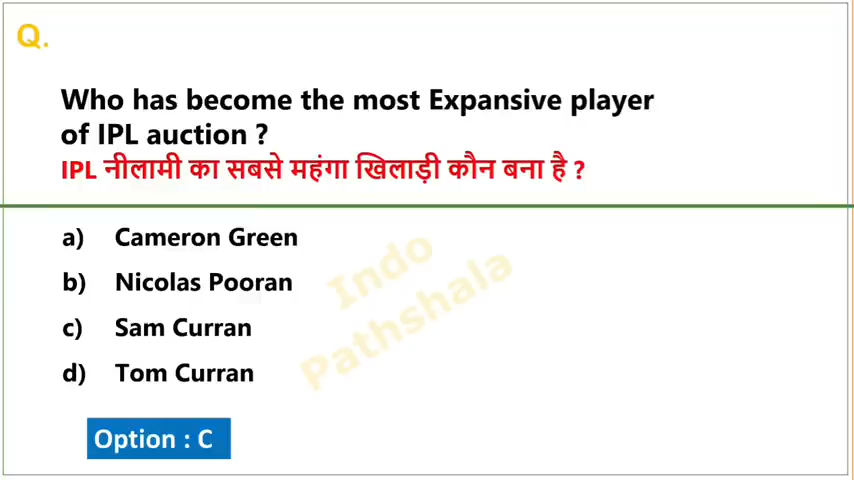 Q.
Who has become the most Expansive player
of IPL auction ?
IPL नीलामी का सबसे महंगा खिलाड़ी कौन बना है ?
a) Cameron Green
b) Nicolas Pooran
c) Sam Curran
d) Tom Curran
Indo
Pathshala
Option : C